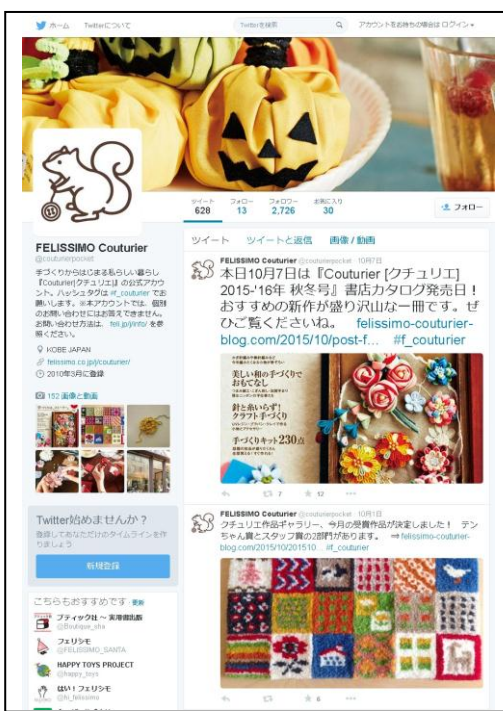 ホーム Twitterについて
Twitterを検索
アカウントをお持ちの場合は ログイン
ツイート
628
フォロー
13
フォロワー
2,726
お気に入り
30
フォロー
FELISSIMO Couturier
@couturierpocket
手づくりからはじまる私らしい暮らし
『Couturier[クチュリエ]』の公式アカウ
ント。ハッシュタグは #f_couturier でお
願いします。※本アカウントでは、個別
のお問い合わせにはお答えできません。
お問い合わせ方法は、
を参
照ください。
KOBE JAPAN
felissimo.co.jp/couturier/
2010年3月に登録
152 画像と動画
Twitter始めませんか?
登録してあなただけのタイムラインを作
りましょう
新規登録
こちらもおすすめです · 更新
ブティック社 ~
@Boutique_sha
フェリシモ
@FELISSIMO_SANTA
HAPPY TOYS PROJECT
@happy_toys
はい!フェリシモ
@hi_felissimo
ツイート ツイートと返信 画像 / 動画
FELISSIMO Couturier @couturierpocket · 10月7日
本日10月7日は『Couturier [クチュリエ]
2015-'16年 秋冬号』書店カタログ発売日!
おすすめの新作が盛り沢山な一冊です。ぜ
ひご覧くださいね。 felissimo-couturier-
blog.com/2015/10/post-f... #f_couturier
美しい和の手づくりで
おもてなし
針と糸いらず!
クラフト手づくり
手づくりキット230点
7
12
FELISSIMO Couturier @couturierpocket · 10月1日
クチュリエ作品ギャラリー、今月の受賞作品が決定しました! テン
ちゃん賞とスタッフ賞の2部門があります。 ⇒felissimo-couturier-
blog.com/2015/10/201510... #f_couturier
6